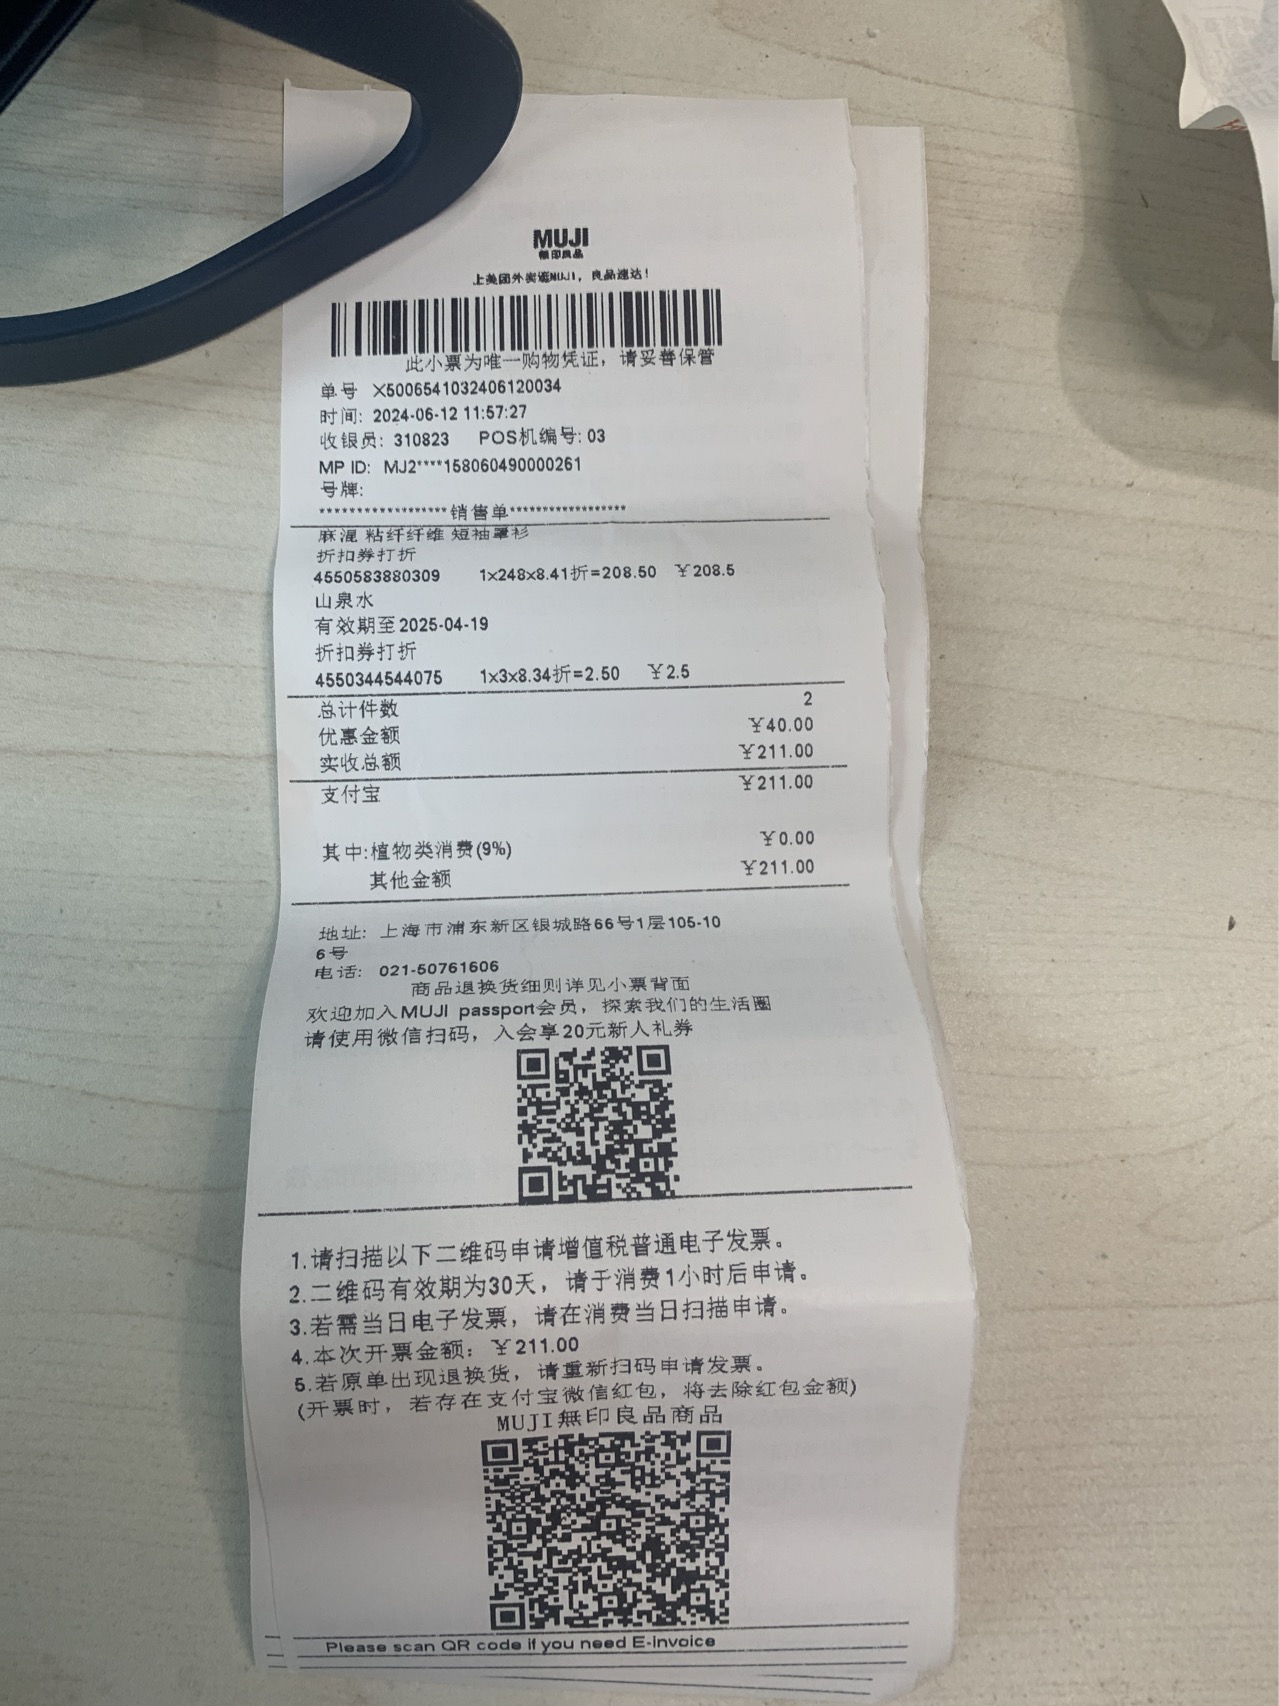 MUJI
無印良品
上美团外卖逛MUJI，良品速达！
此小票为唯一购物凭证，请妥善保管
单号 X5006541032406120034
时间: 2024-06-12 11:57:27
收银员: 310823 POS机编号: 03
MP ID: MJ2****158060490000261
号牌:
******************销售单*****************
麻混 粘纤纤维 短袖罩衫
折扣券打折
4550583880309 1x248x8.41折=208.50 ￥208.5
山泉水
有效期至2025-04-19
折扣券打折
4550344544075 1x3x8.34折=2.50 ￥2.5
总计件数 2
优惠金额 ￥40.00
实收总额 ￥211.00
支付宝 ￥211.00
其中:植物类消费(9%) ￥0.00
其他金额 ￥211.00
地址: 上海市浦东新区银城路66号1层105-10
6号
电话: 021-50761606
商品退换货细则详见小票背面
欢迎加入MUJI passport会员，探索我们的生活圈
请使用微信扫码，入会享20元新人礼券
1.请扫描以下二维码申请增值税普通电子发票。
2.二维码有效期为30天，请于消费1小时后申请。
3.若需当日电子发票，请在消费当日扫描申请。
4.本次开票金额: ￥211.00
5.若原单出现退换货，请重新扫码申请发票。
(开票时，若存在支付宝微信红包，将去除红包金额)
MUJI無印良品商品
Please scan QR code if you need E-invoice